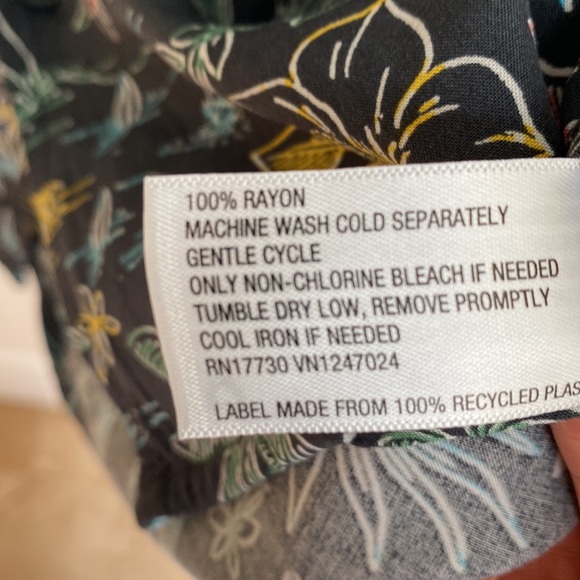 100% RAYON
MACHINE WASH COLD SEPARATELY
GENTLE CYCLE
ONLY NON-CHLORINE BLEACH IF NEEDED
TUMBLE DRY LOW, REMOVE PROMPTLY
COOL IRON IF NEEDED
RN17730 VN1247024
LABEL MADE FROM 100% RECYCLED PLAS